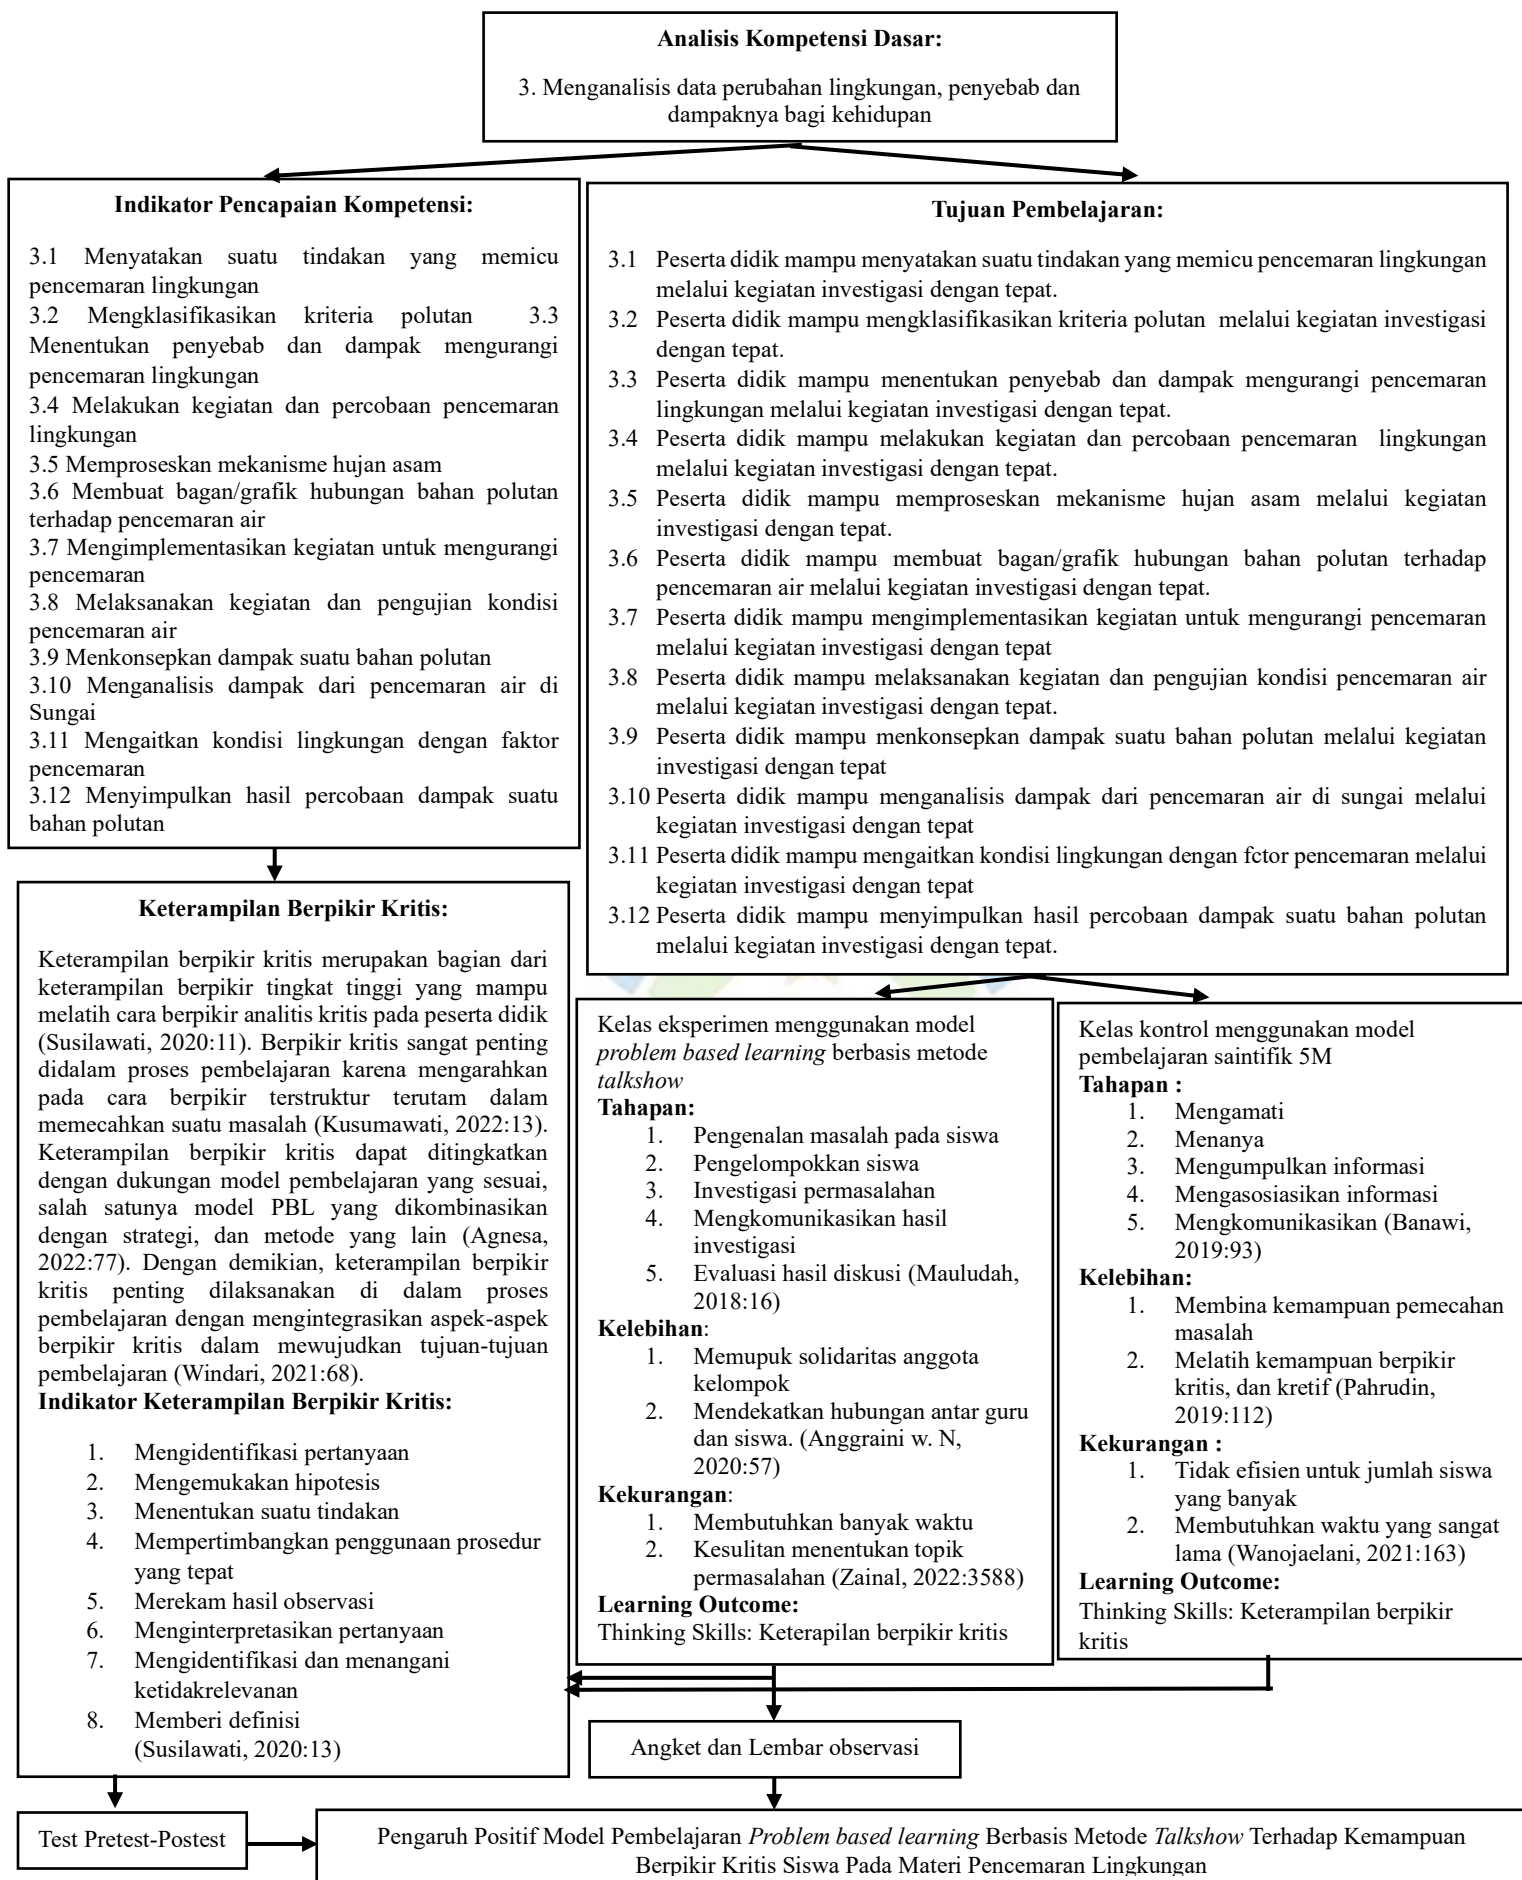 Analisis Kompetensi Dasar:
3. Menganalisis data perubahan lingkungan, penyebab dan
dampaknya bagi kehidupan
Indikator Pencapaian Kompetensi:
3.1 Menyatakan suatu tindakan yang memicu
pencemaran lingkungan
3.2 Mengklasifikasikan kriteria polutan 3.3
Menentukan penyebab dan dampak mengurangi
pencemaran lingkungan
3.4 Melakukan kegiatan dan percobaan pencemaran
lingkungan
3.5 Memproseskan mekanisme hujan asam
3.6 Membuat bagan/grafik hubungan bahan polutan
terhadap pencemaran air
3.7 Mengimplementasikan kegiatan untuk mengurangi
pencemaran
3.8 Melaksanakan kegiatan dan pengujian kondisi
pencemaran air
3.9 Menkonsepkan dampak suatu bahan polutan
3.10 Menganalisis dampak dari pencemaran air di
Sungai
3.11 Mengaitkan kondisi lingkungan dengan faktor
pencemaran
3.12 Menyimpulkan hasil percobaan dampak suatu
bahan polutan
Tujuan Pembelajaran:
3.1 Peserta didik mampu menyatakan suatu tindakan yang memicu pencemaran lingkungan
melalui kegiatan investigasi dengan tepat.
3.2 Peserta didik mampu mengklasifikasikan kriteria polutan melalui kegiatan investigasi
dengan tepat.
3.3 Peserta didik mampu menentukan penyebab dan dampak mengurangi pencemaran
lingkungan melalui kegiatan investigasi dengan tepat.
3.4 Peserta didik mampu melakukan kegiatan dan percobaan pencemaran lingkungan
melalui kegiatan investigasi dengan tepat.
3.5 Peserta didik mampu memproseskan mekanisme hujan asam melalui kegiatan
investigasi dengan tepat.
3.6 Peserta didik mampu membuat bagan/grafik hubungan bahan polutan terhadap
pencemaran air melalui kegiatan investigasi dengan tepat.
3.7 Peserta didik mampu mengimplementasikan kegiatan untuk mengurangi pencemaran
melalui kegiatan investigasi dengan tepat
3.8 Peserta didik mampu melaksanakan kegiatan dan pengujian kondisi pencemaran air
melalui kegiatan investigasi dengan tepat.
3.9 Peserta didik mampu menkonsepkan dampak suatu bahan polutan melalui kegiatan
investigasi dengan tepat
3.10 Peserta didik mampu menganalisis dampak dari pencemaran air di sungai melalui
kegiatan investigasi dengan tepat
3.11 Peserta didik mampu mengaitkan kondisi lingkungan dengan fctor pencemaran melalui
kegiatan investigasi dengan tepat
3.12 Peserta didik mampu menyimpulkan hasil percobaan dampak suatu bahan polutan
melalui kegiatan investigasi dengan tepat.
Keterampilan Berpikir Kritis:
Keterampilan berpikir kritis merupakan bagian dari
keterampilan berpikir tingkat tinggi yang mampu
melatih cara berpikir analitis kritis pada peserta didik
(Susilawati, 2020:11). Berpikir kritis sangat penting
didalam proses pembelajaran karena mengarahkan
pada cara berpikir terstruktur terutam dalam
memecahkan suatu masalah (Kusumawati, 2022:13).
Keterampilan berpikir kritis dapat ditingkatkan
dengan dukungan model pembelajaran yang sesuai,
salah satunya model PBL yang dikombinasikan
dengan strategi, dan metode yang lain (Agnesa,
2022:77). Dengan demikian, keterampilan berpikir
kritis penting dilaksanakan di dalam proses
pembelajaran dengan mengintegrasikan aspek-aspek
berpikir kritis dalam mewujudkan tujuan-tujuan
pembelajaran (Windari, 2021:68).
Indikator Keterampilan Berpikir Kritis:
1. Mengidentifikasi pertanyaan
2. Mengemukakan hipotesis
3. Menentukan suatu tindakan
4. Mempertimbangkan penggunaan prosedur
yang tepat
5. Merekam hasil observasi
6. Menginterpretasikan pertanyaan
7. Mengidentifikasi dan menangani
ketidakrelevanan
8. Memberi definisi
(Susilawati, 2020:13)
Kelas eksperimen menggunakan model
problem based learning berbasis metode
talkshow
Tahapan:
1. Pengenalan masalah pada siswa
2. Pengelompokkan siswa
3. Investigasi permasalahan
4. Mengkomunikasikan hasil
investigasi
5. Evaluasi hasil diskusi (Mauludah,
2018:16)
Kelebihan:
1. Memupuk solidaritas anggota
kelompok
2. Mendekatkan hubungan antar guru
dan siswa. (Anggraini w. N,
2020:57)
Kekurangan:
1. Membutuhkan banyak waktu
2. Kesulitan menentukan topik
permasalahan (Zainal, 2022:3588)
Learning Outcome:
Thinking Skills: Keterapilan berpikir kritis
Kelas kontrol menggunakan model
pembelajaran saintifik 5M
Tahapan :
1. Mengamati
2. Menanya
3. Mengumpulkan informasi
4. Mengasosiasikan informasi
5. Mengkomunikasikan (Banawi,
2019:93)
Kelebihan:
1. Membina kemampuan pemecahan
masalah
2. Melatih kemampuan berpikir
kritis, dan kretif (Pahrudin,
2019:112)
Kekurangan :
1. Tidak efisien untuk jumlah siswa
yang banyak
2. Membutuhkan waktu yang sangat
lama (Wanojaelani, 2021:163)
Learning Outcome:
Thinking Skills: Keterampilan berpikir
kritis
Angket dan Lembar observasi
Test Pretest-Postest
Pengaruh Positif Model Pembelajaran Problem based learning Berbasis Metode Talkshow Terhadap Kemampuan
Berpikir Kritis Siswa Pada Materi Pencemaran Lingkungan